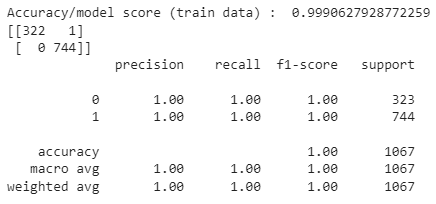 Accuracy/model score (train data) :  0.9990627928772259
[[322   1]
 [  0 744]]
              precision    recall  f1-score   support

           0       1.00      1.00      1.00       323
           1       1.00      1.00      1.00       744

    accuracy                           1.00      1067
   macro avg       1.00      1.00      1.00      1067
weighted avg       1.00      1.00      1.00      1067